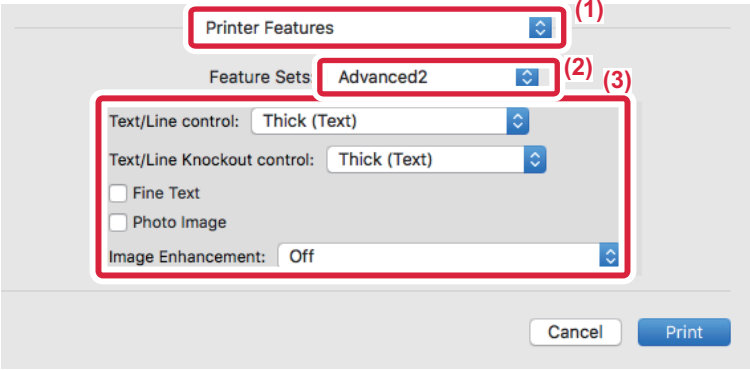 (1)
Printer Features
(2)
Feature Sets: Advanced2
(3)
Text/Line control: Thick (Text)
Text/Line Knockout control: Thick (Text)
Fine Text
Photo Image
Image Enhancement: Off
Cancel Print